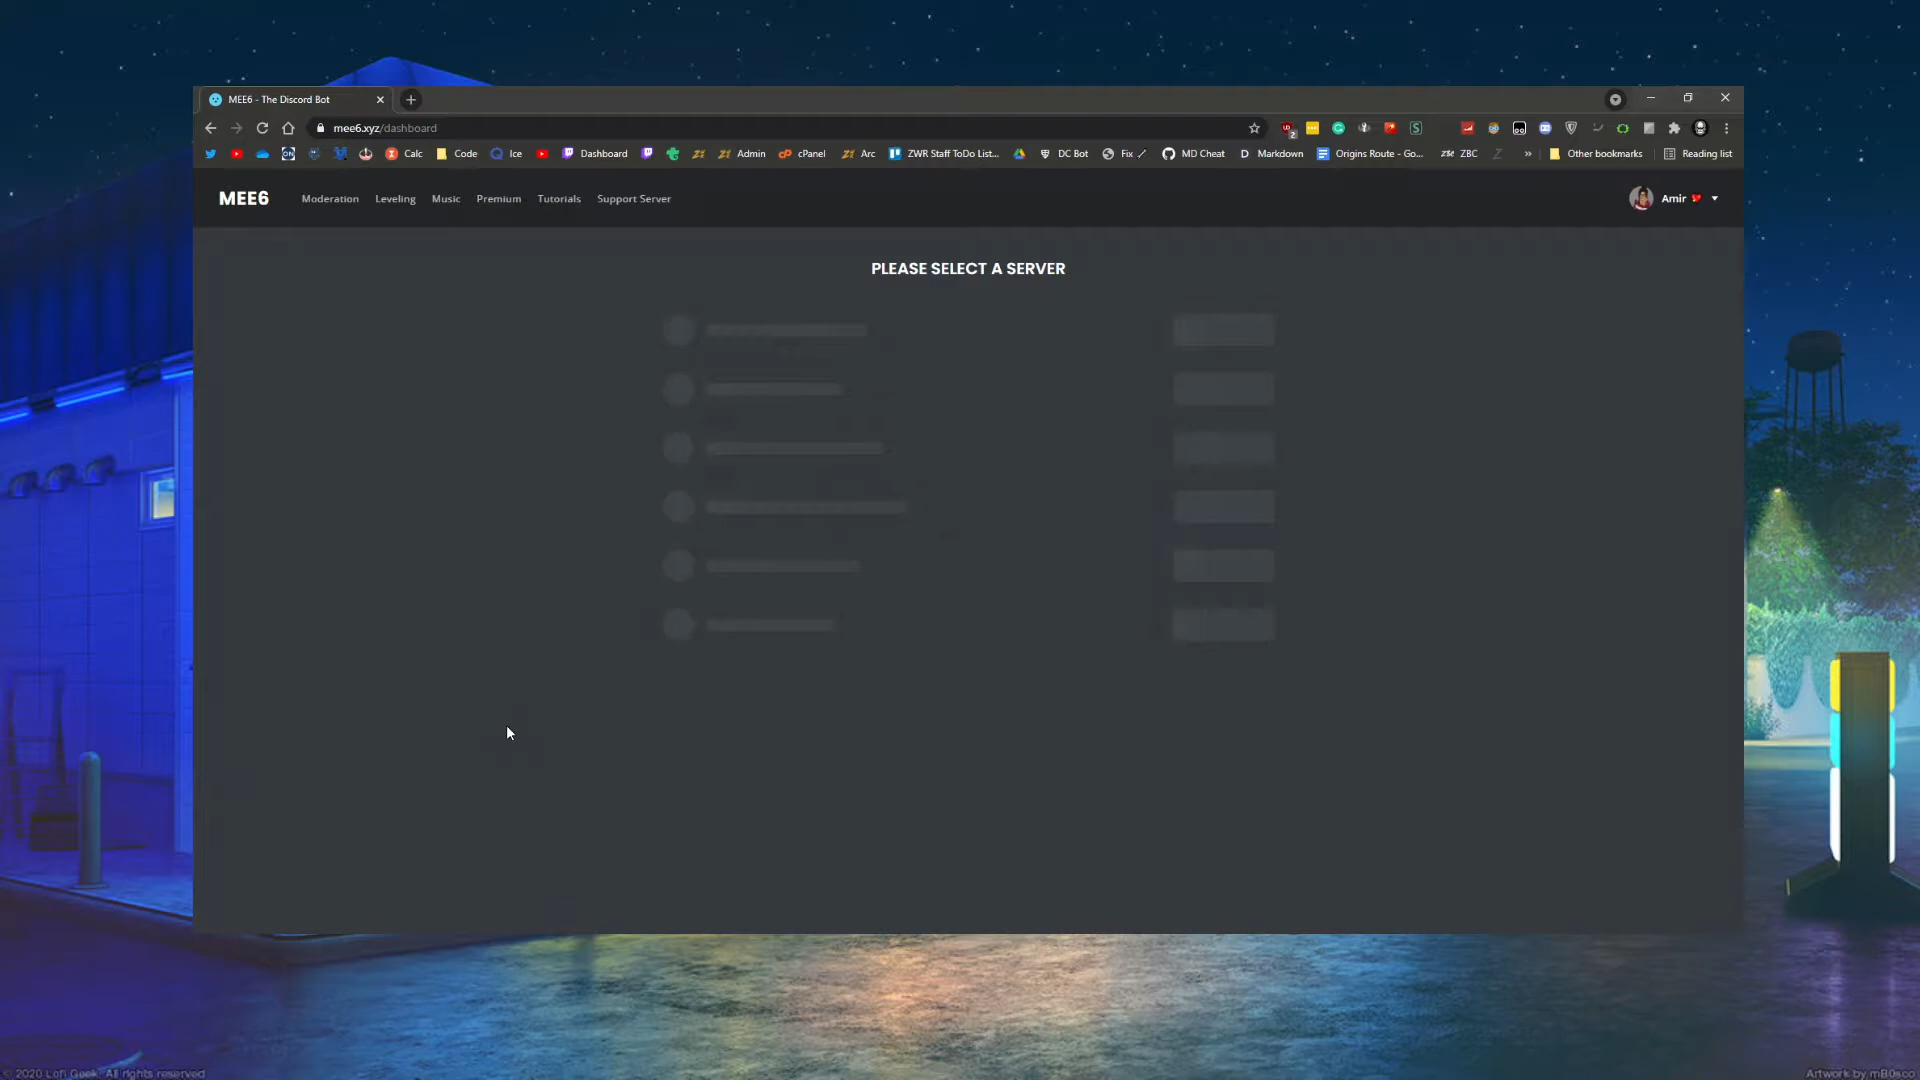 MEE6 - The Discord Bot
mee6.xyz/dashboard
2
Calc Code Ice Dashboard Admin cPanel Arc ZWR Staff ToDo List... DC Bot Fix MD Cheat Markdown Origins Route - Go... ZBC » Other bookmarks Reading list
MEE6 Moderation Leveling Music Premium Tutorials Support Server Amir
PLEASE SELECT A SERVER
© 2020 Lofi Geek. All rights reserved
Artwork by mB0sco